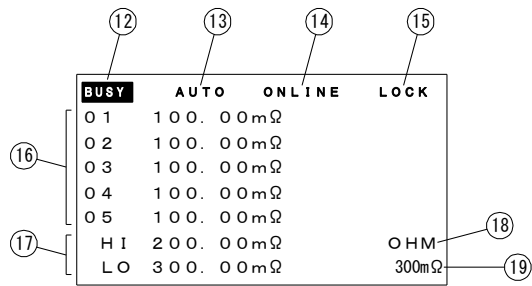 ⑫ ⑬ ⑭ ⑮
BUSY AUTO ONLINE LOCK
01 100.00mΩ
02 100.00mΩ
⑯ 03 100.00mΩ
04 100.00mΩ
05 100.00mΩ
⑰ HI 200.00mΩ OHM ⑱
LO 300.00mΩ 300mΩ ⑲